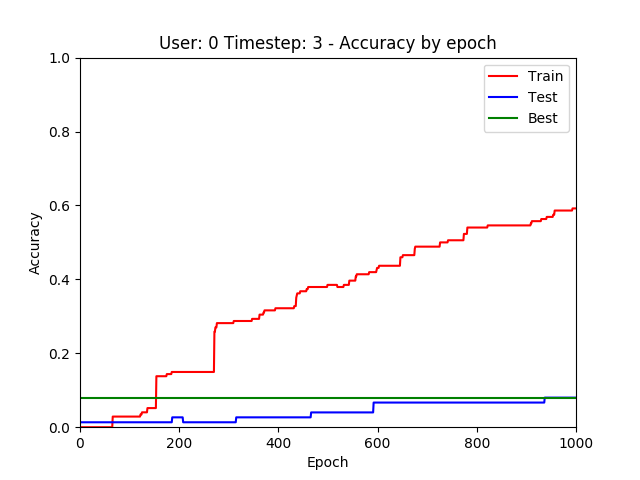 User: 0 Timestep: 3 - Accuracy by epoch
Train
Test
Best
Accuracy
1.0
0.8
0.6
0.4
0.2
0.0
0 200 400 600 800 1000
Epoch